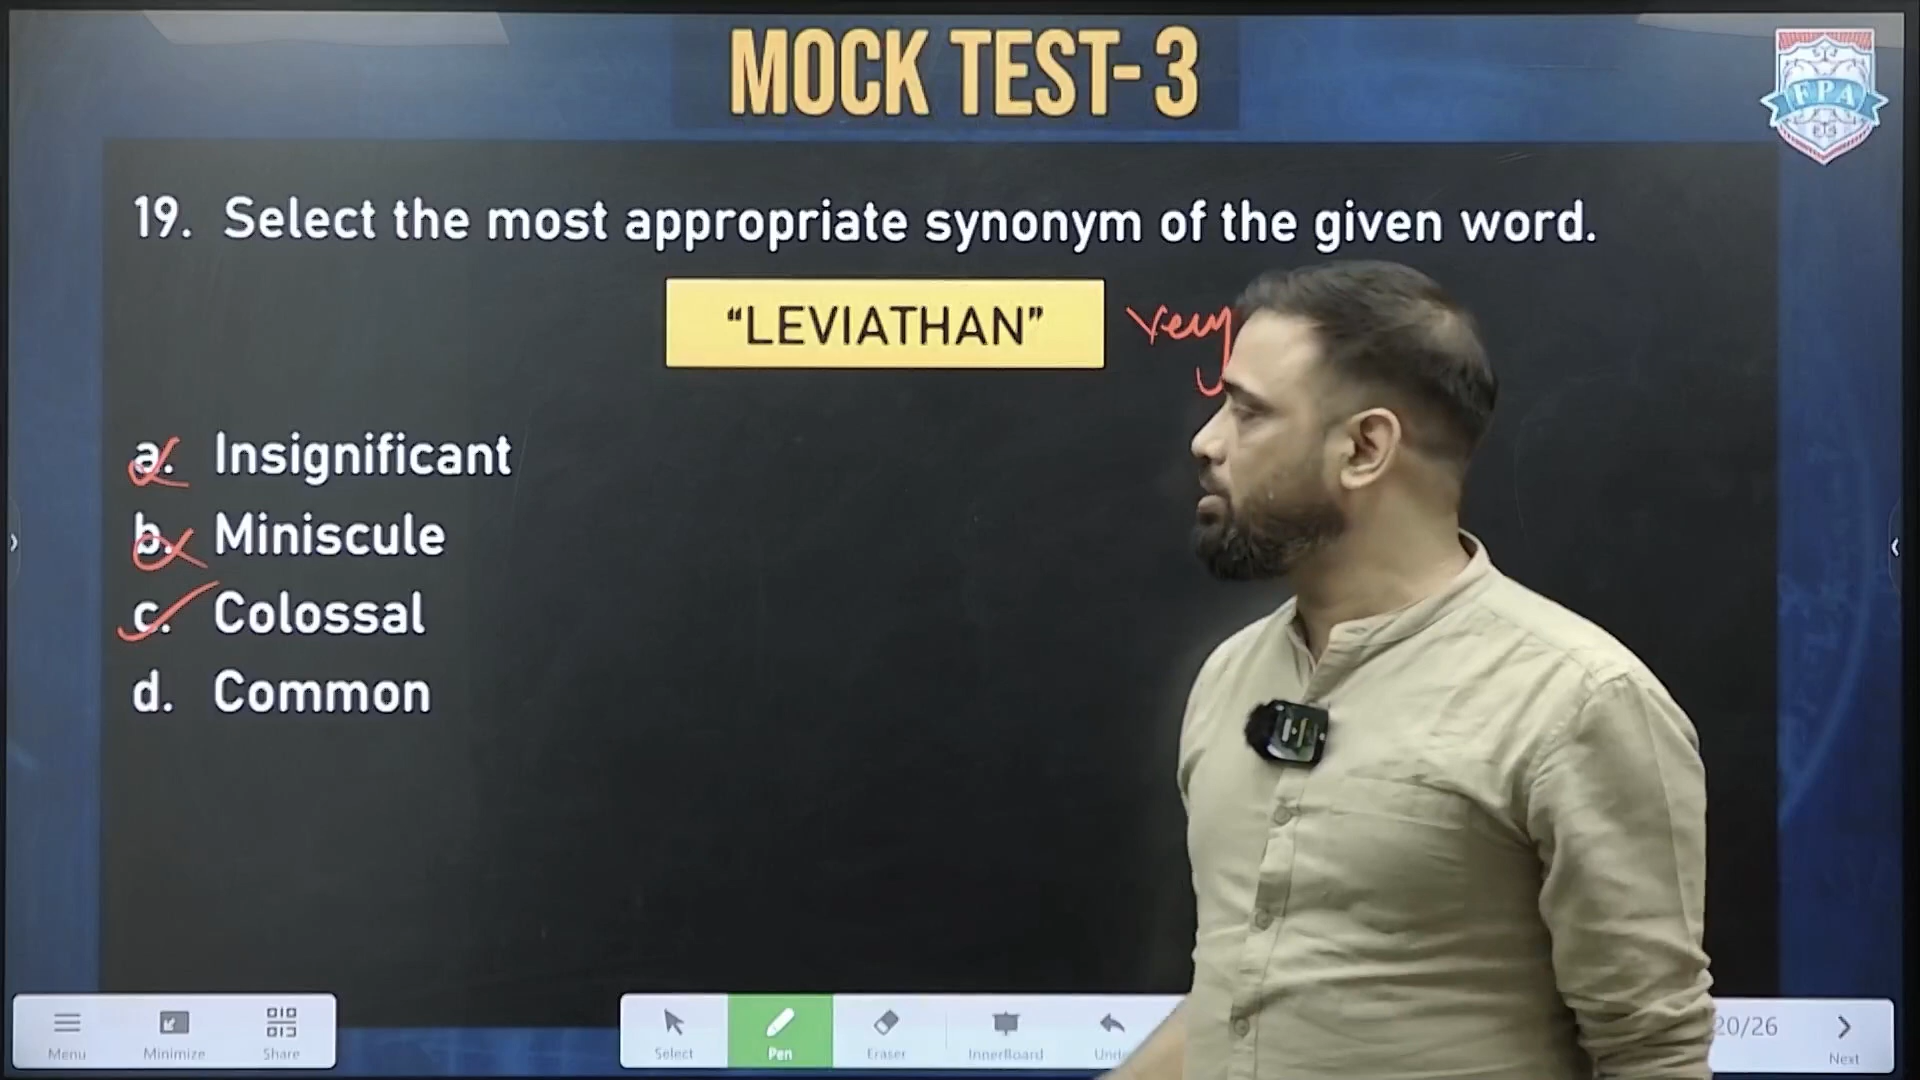 MOCK TEST-3
FPA
19. Select the most appropriate synonym of the given word.
“LEVIATHAN”
Very
a. Insignificant
b. Miniscule
c. Colossal
d. Common
Menu
Minimize
Share
Select
Pen
Eraser
InnerBoard
20/26
Next